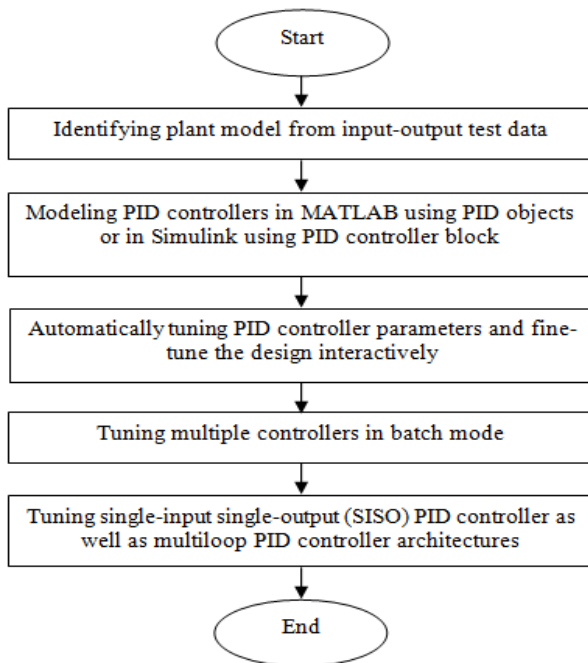 Start
Identifying plant model from input-output test data
Modeling PID controllers in MATLAB using PID objects
or in Simulink using PID controller block
Automatically tuning PID controller parameters and fine-
tune the design interactively
Tuning multiple controllers in batch mode
Tuning single-input single-output (SISO) PID controller as
well as multiloop PID controller architectures
End